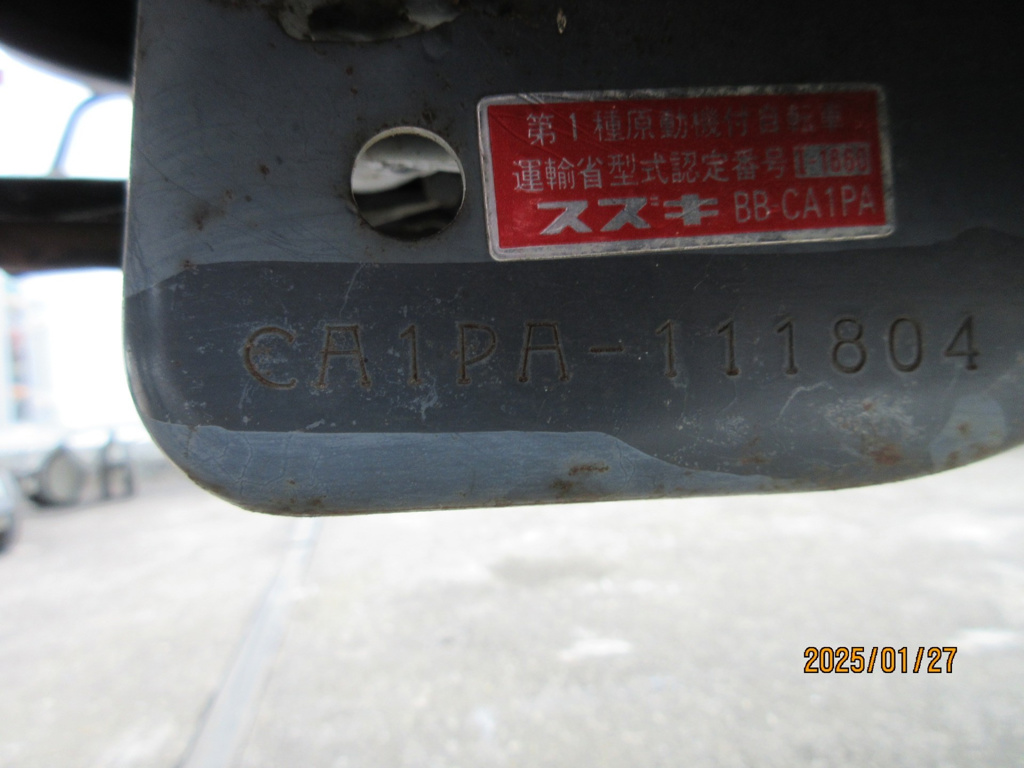 第1種原動機付自転車
運輸省型式認定番号
スズキ BB-CA1PA
CA1PA-111804
2025/01/27